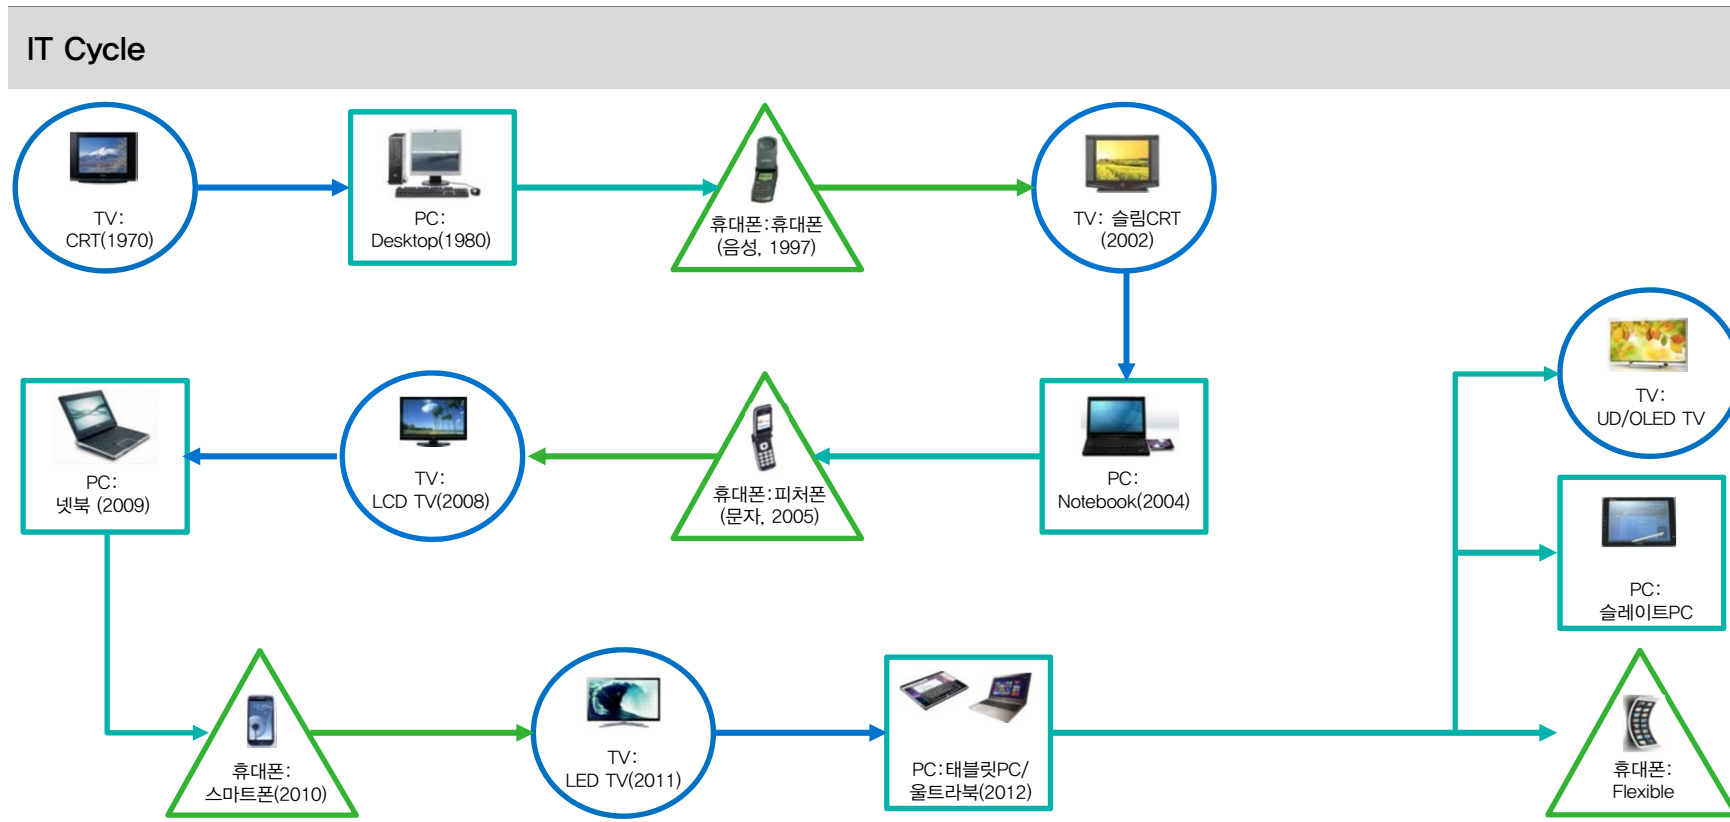 IT Cycle
TV:
CRT(1970)
PC:
Desktop(1980)
휴대폰:휴대폰
(음성, 1997)
TV: 슬림CRT
(2002)
PC:
넷북 (2009)
TV:
LCD TV(2008)
휴대폰:피처폰
(문자, 2005)
PC:
Notebook(2004)
TV:
UD/OLED TV
PC:
슬레이트PC
휴대폰:
스마트폰(2010)
TV:
LED TV(2011)
PC:태블릿PC/
울트라북(2012)
휴대폰:
Flexible